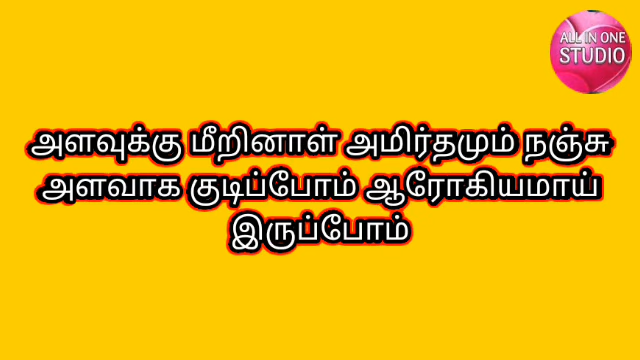 ALL IN ONE
STUDIO
அளவுக்கு மீறினாள் அமிர்தமும் நஞ்சு
அளவாக குடிப்போம் ஆரோகியமாய்
இருப்போம்